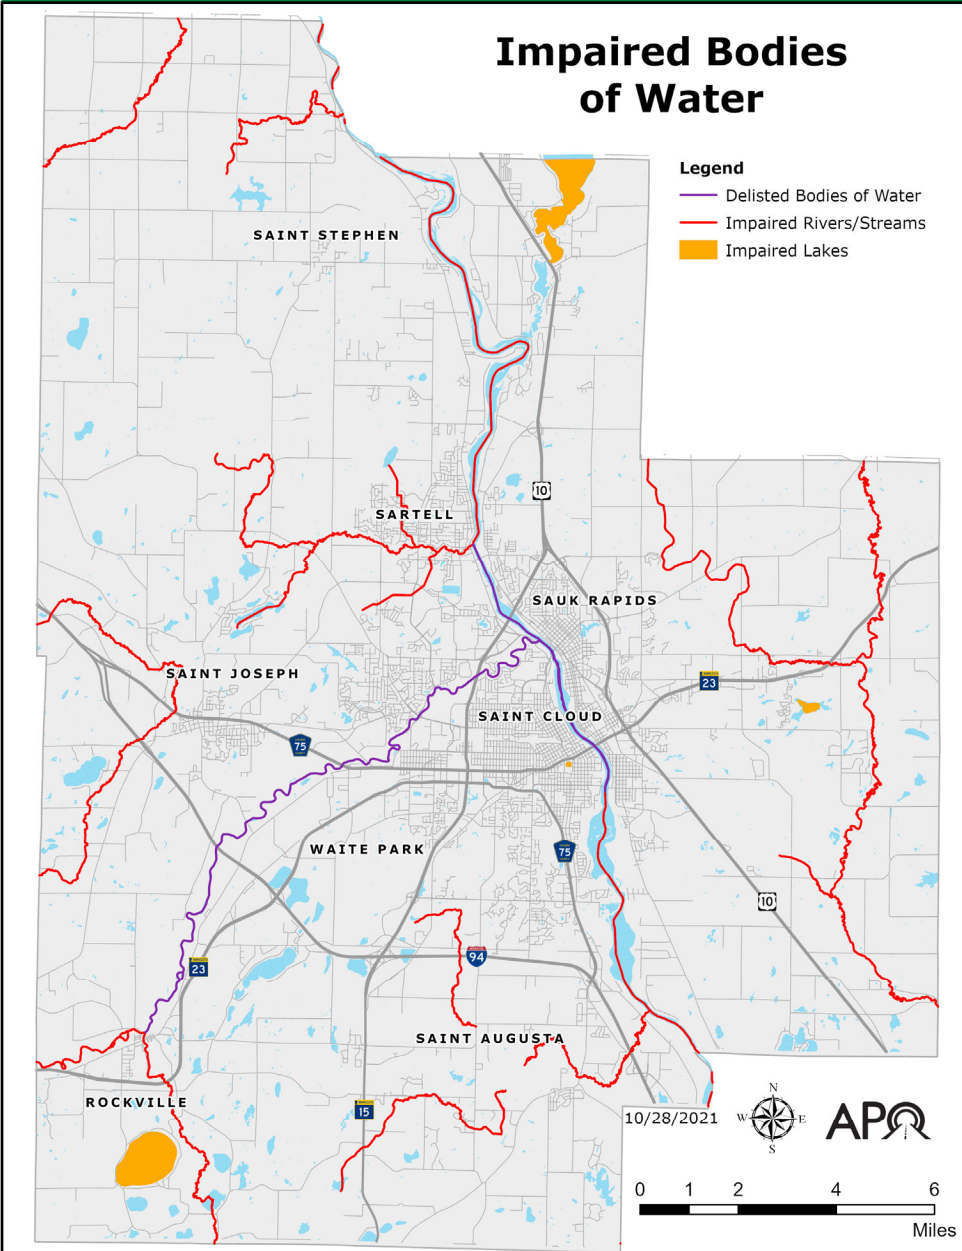 Impaired Bodies
of Water
Legend
Delisted Bodies of Water
Impaired Rivers/Streams
Impaired Lakes
SAINT STEPHEN
10
SARTELL
SAUK RAPIDS
SAINT JOSEPH
23
SAINT CLOUD
75
WAITE PARK
75
10
94
23
SAINT AUGUSTA
ROCKVILLE
15
10/28/2021
N
W E
S
APO
0 1 2 4 6
Miles